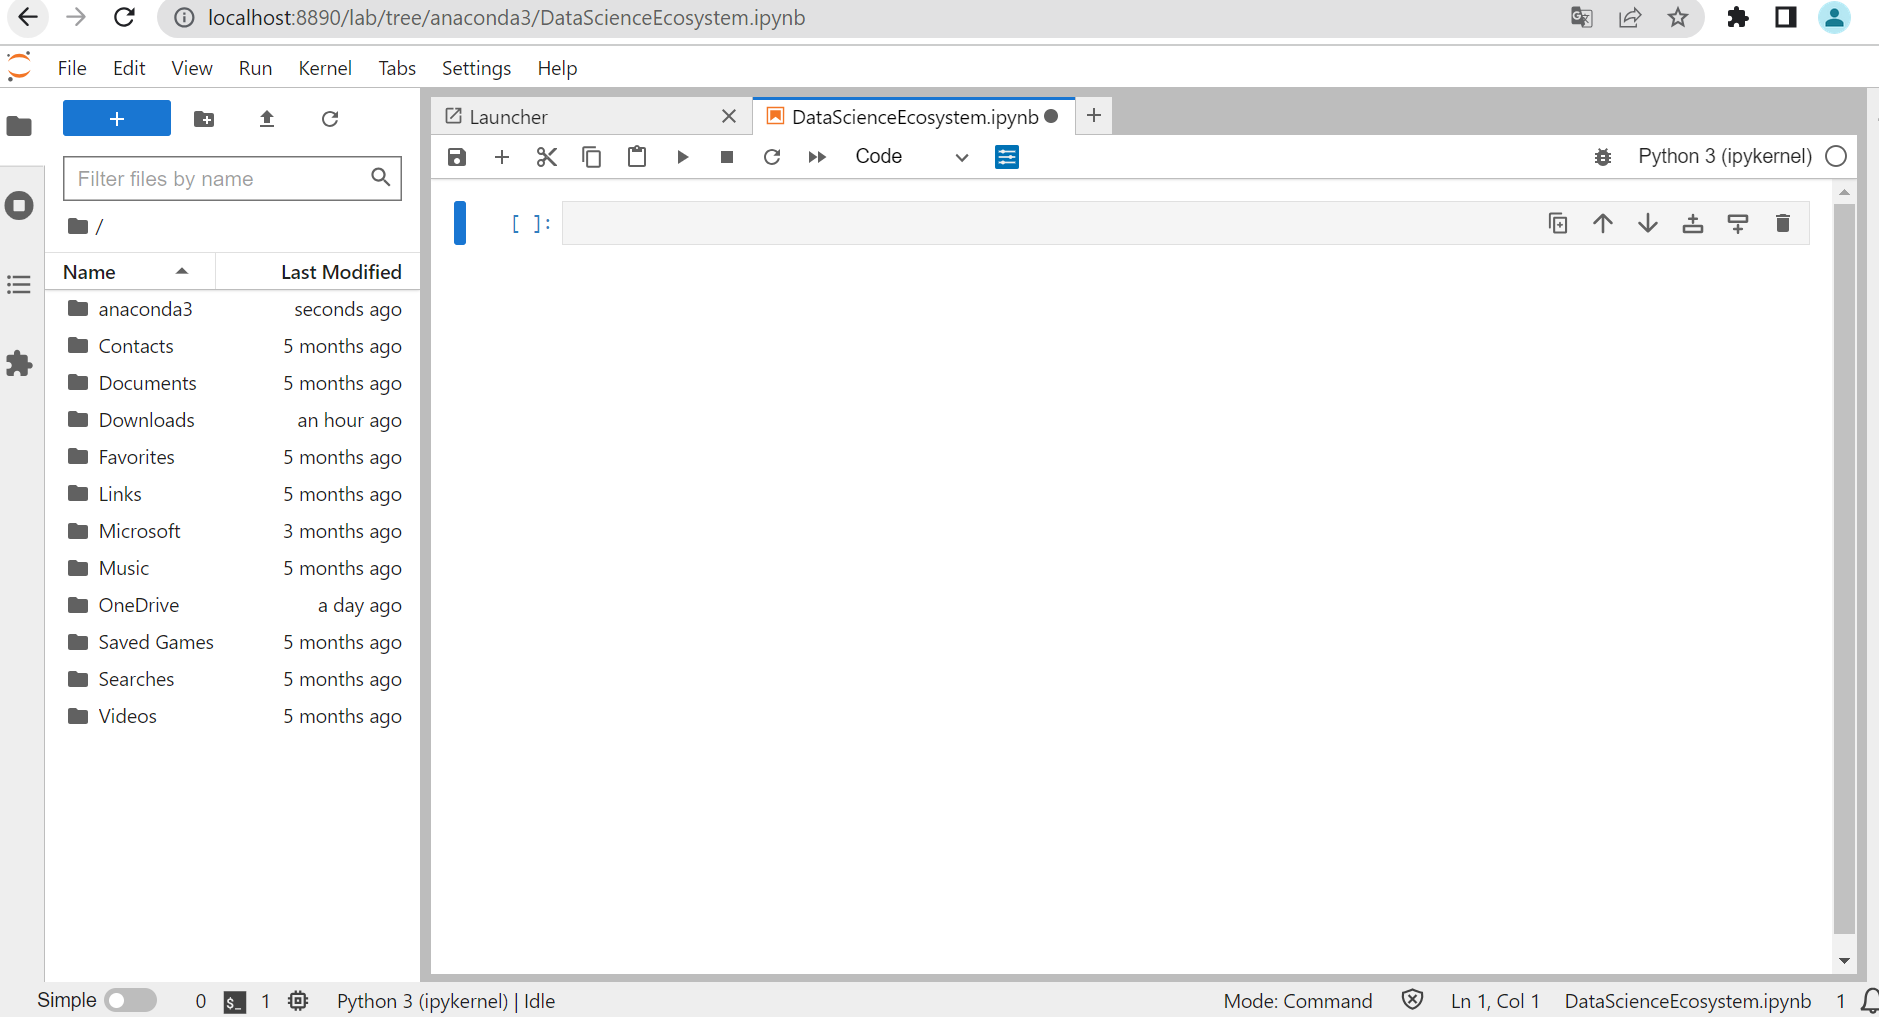 localhost:8890/lab/tree/anaconda3/DataScienceEcosystem.ipynb
File Edit View Run Kernel Tabs Settings Help
Launcher
DataScienceEcosystem.ipynb
Code
Python 3 (ipykernel)
Filter files by name
/
Name Last Modified
anaconda3 seconds ago
Contacts 5 months ago
Documents 5 months ago
Downloads an hour ago
Favorites 5 months ago
Links 5 months ago
Microsoft 3 months ago
Music 5 months ago
OneDrive a day ago
Saved Games 5 months ago
Searches 5 months ago
Videos 5 months ago
[ ]:
Simple 0 $_ 1 Python 3 (ipykernel) | Idle Mode: Command Ln 1, Col 1 DataScienceEcosystem.ipynb 1